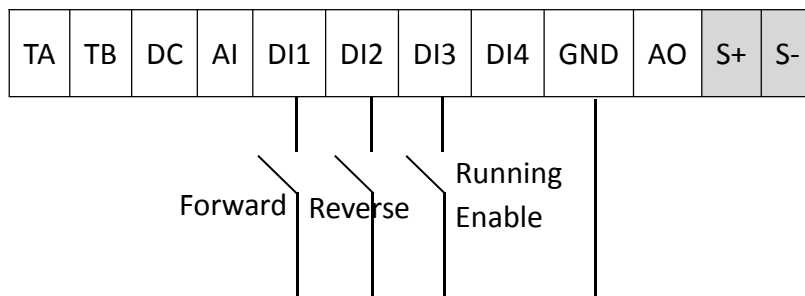 TA TB DC AI DI1 DI2 DI3 DI4 GND AO S+ S-
Forward Reverse Running
Enable